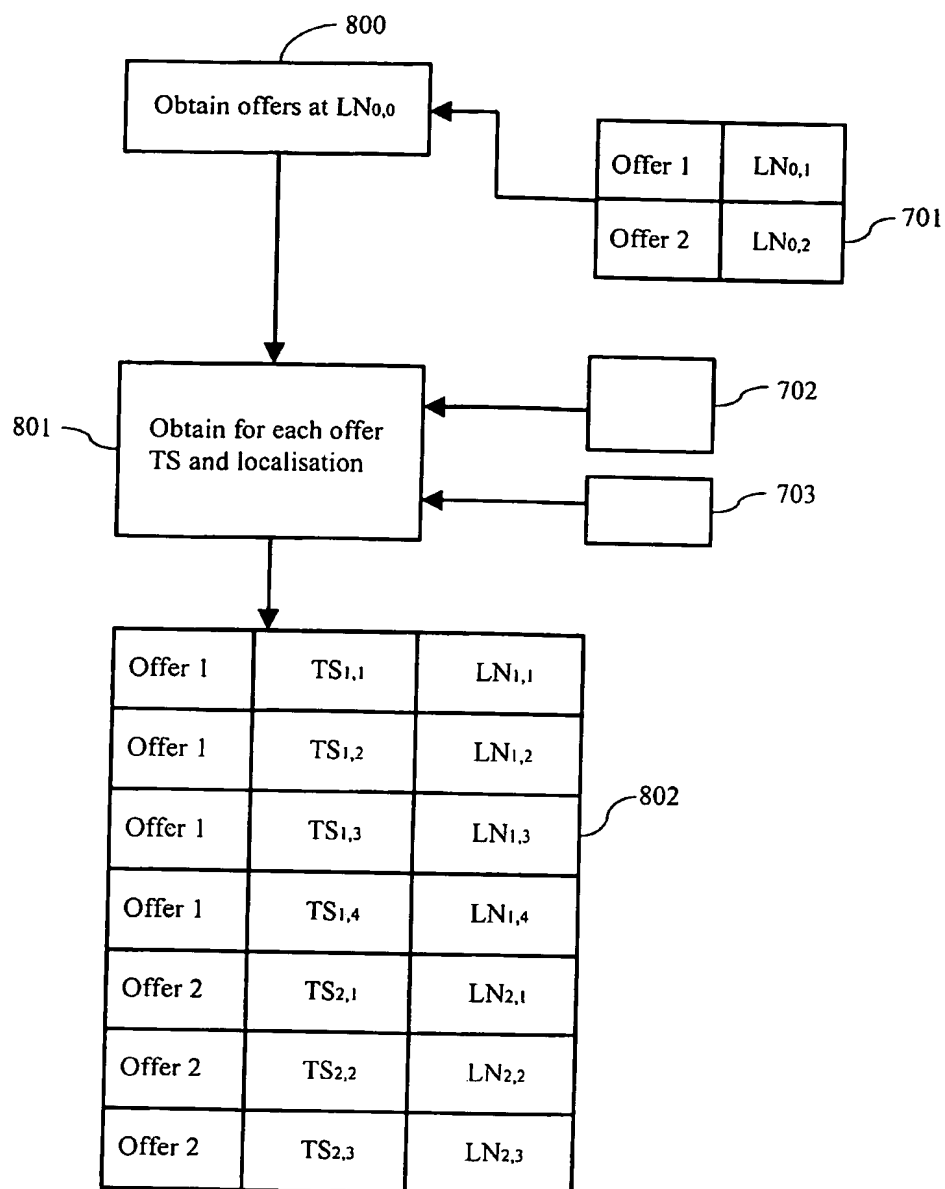 800
Obtain offers at LN0,0
Offer 1 LN0,1
Offer 2 LN0,2
701
702
801
Obtain for each offer
TS and localisation
703
Offer 1 TS1,1 LN1,1
Offer 1 TS1,2 LN1,2
802
Offer 1 TS1,3 LN1,3
Offer 1 TS1,4 LN1,4
Offer 2 TS2,1 LN2,1
Offer 2 TS2,2 LN2,2
Offer 2 TS2,3 LN2,3